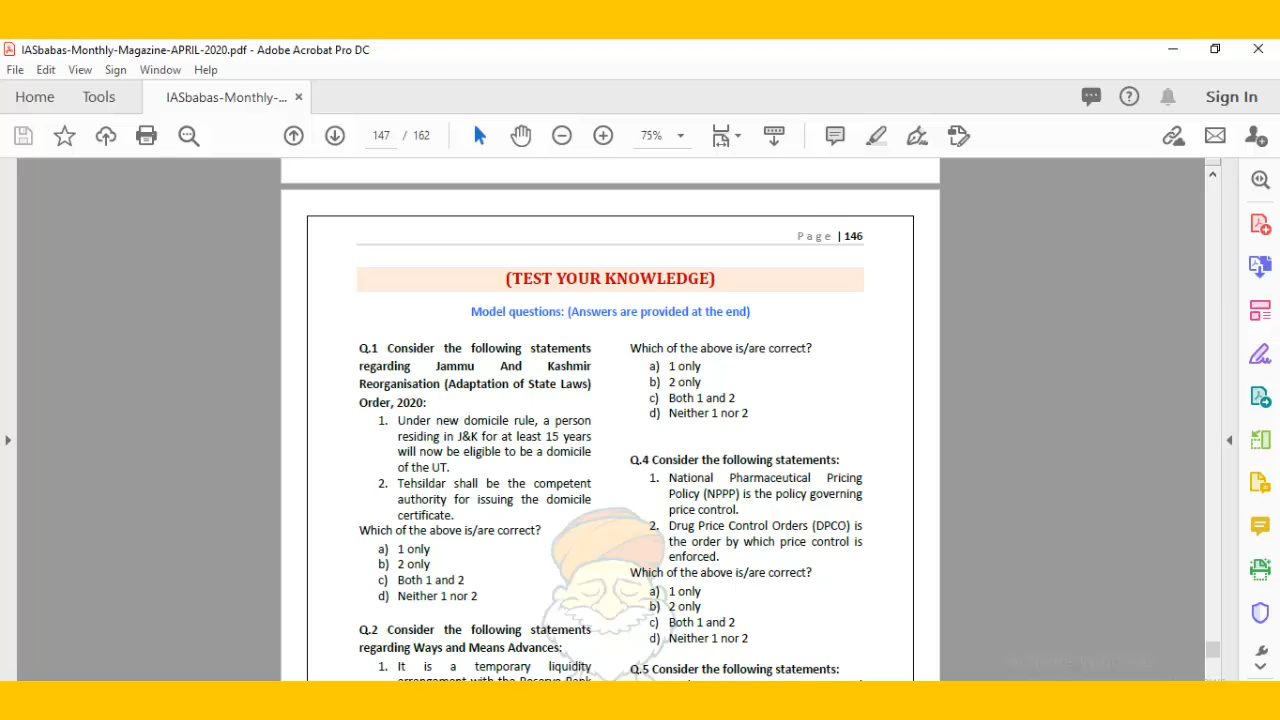 IASbabas-Monthly-Magazine-APRIL-2020.pdf - Adobe Acrobat Pro DC
File Edit View Sign Window Help
Home Tools IASbabas-Monthly-... × Sign In
147 / 162 75%
Page | 146
(TEST YOUR KNOWLEDGE)
Model questions: (Answers are provided at the end)
Q.1 Consider the following statements
regarding Jammu And Kashmir
Reorganisation (Adaptation of State Laws)
Order, 2020:
1. Under new domicile rule, a person
residing in J&K for at least 15 years
will now be eligible to be a domicile
of the UT.
2. Tehsildar shall be the competent
authority for issuing the domicile
certificate.
Which of the above is/are correct?
a) 1 only
b) 2 only
c) Both 1 and 2
d) Neither 1 nor 2
Q.2 Consider the following statements
regarding Ways and Means Advances:
1. It is a temporary liquidity
arrangement with the Reserve Bank
Which of the above is/are correct?
a) 1 only
b) 2 only
c) Both 1 and 2
d) Neither 1 nor 2
Q.4 Consider the following statements:
1. National Pharmaceutical Pricing
Policy (NPPP) is the policy governing
price control.
2. Drug Price Control Orders (DPCO) is
the order by which price control is
enforced.
Which of the above is/are correct?
a) 1 only
b) 2 only
c) Both 1 and 2
d) Neither 1 nor 2
Q.5 Consider the following statements: